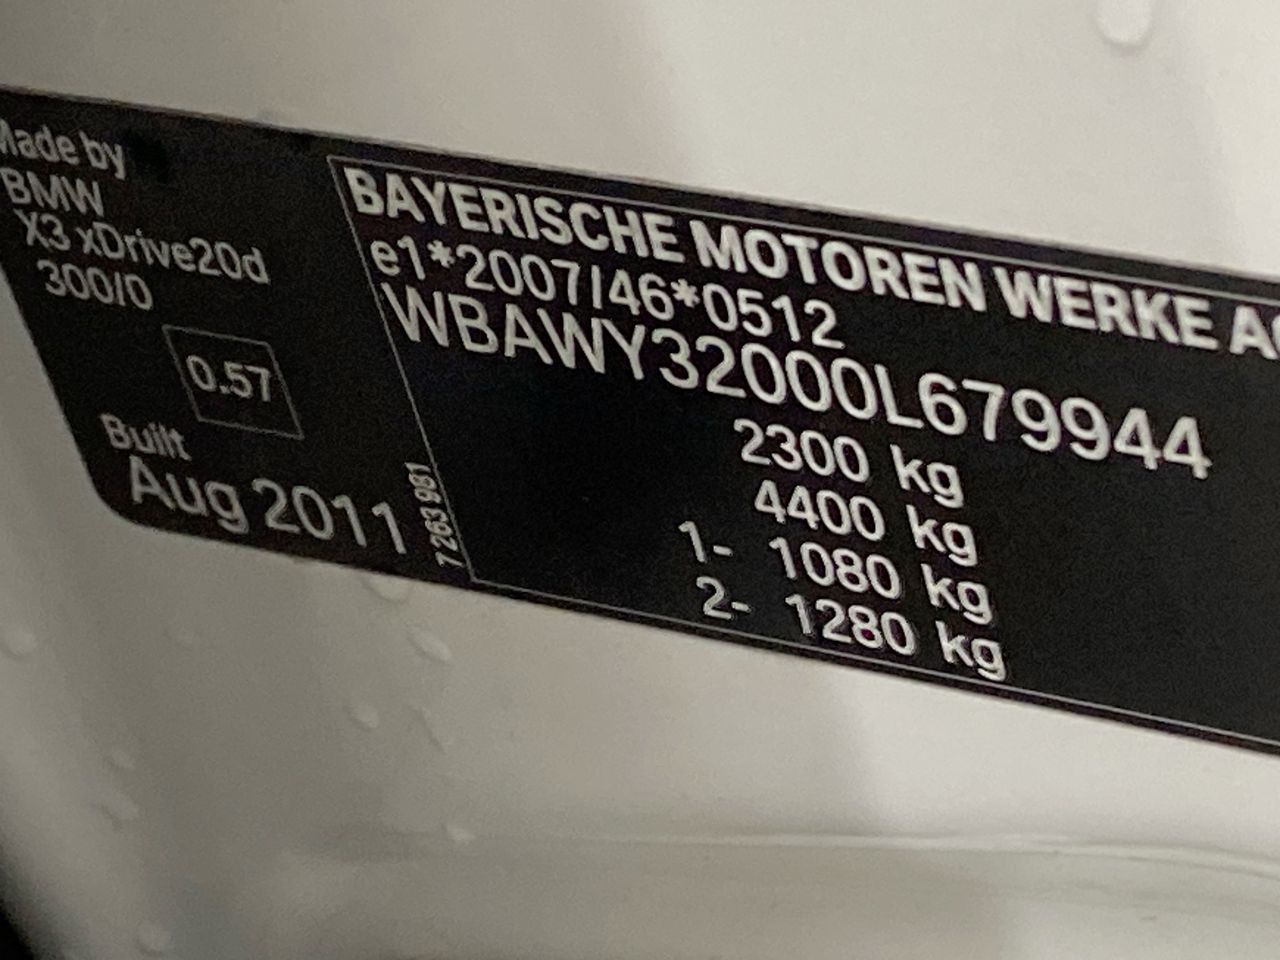 Made by
BMW
X3 xDrive20d
300/0
0.57
Built
Aug 2011
7 263 981
BAYERISCHE MOTOREN WERKE AG
e1*2007/46*0512
WBAWY32000L679944
2300 kg
4400 kg
1- 1080 kg
2- 1280 kg